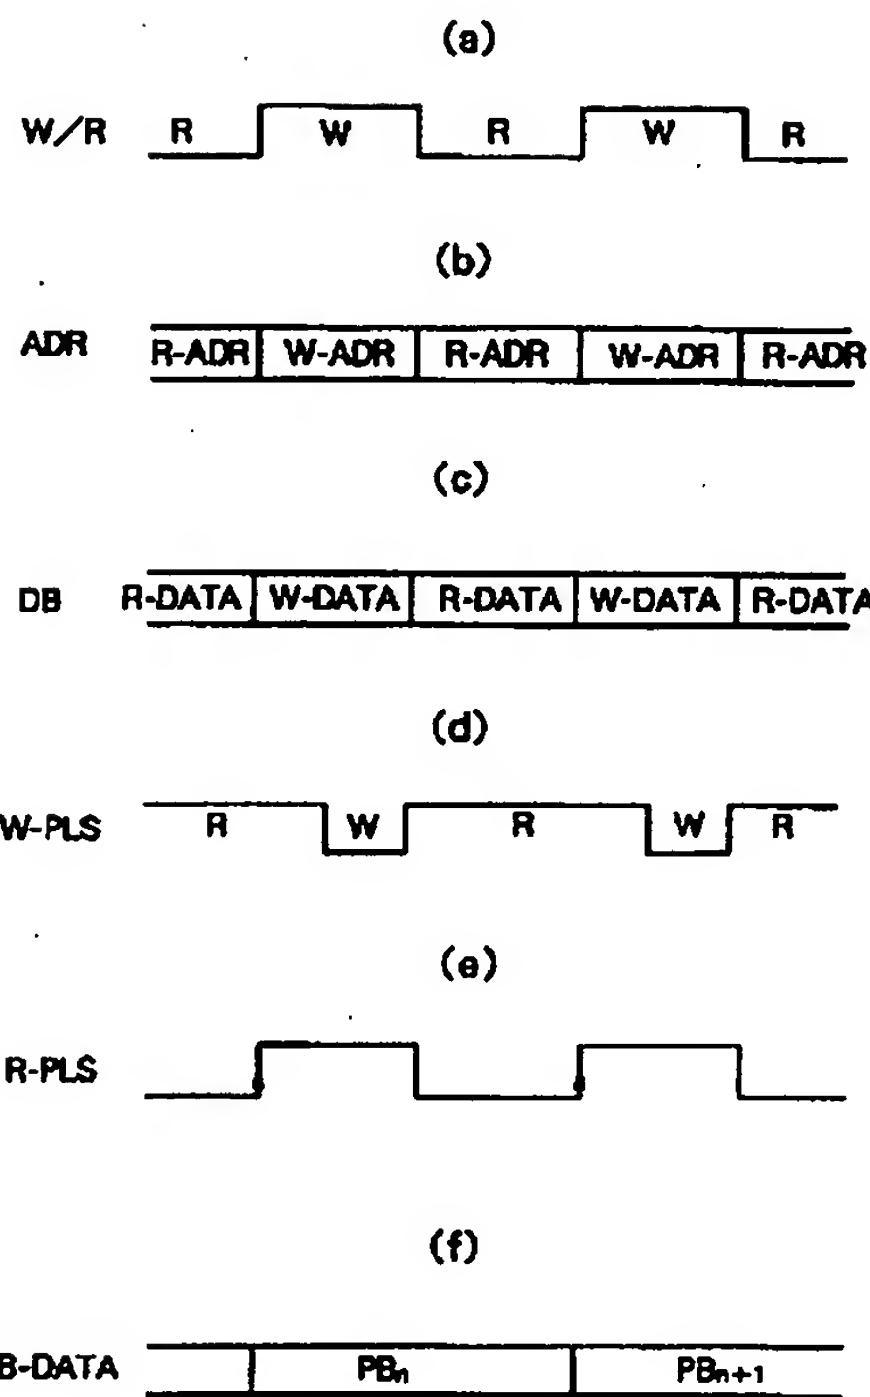 (a)
W/R R W R W R
(b)
ADR R-ADR W-ADR R-ADR W-ADR R-ADR
(c)
DB R-DATA W-DATA R-DATA W-DATA R-DATA
(d)
W-PLS R W R W R
(e)
R-PLS
(f)
B-DATA PBn PBn+1